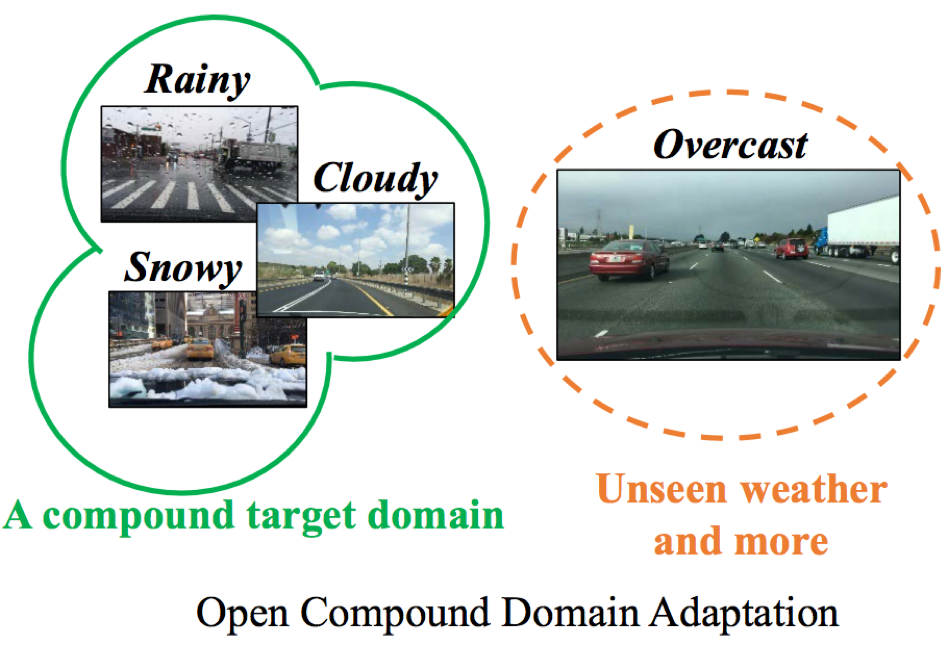 Rainy
Cloudy
Snowy
Overcast
A compound target domain
Unseen weather
and more
Open Compound Domain Adaptation